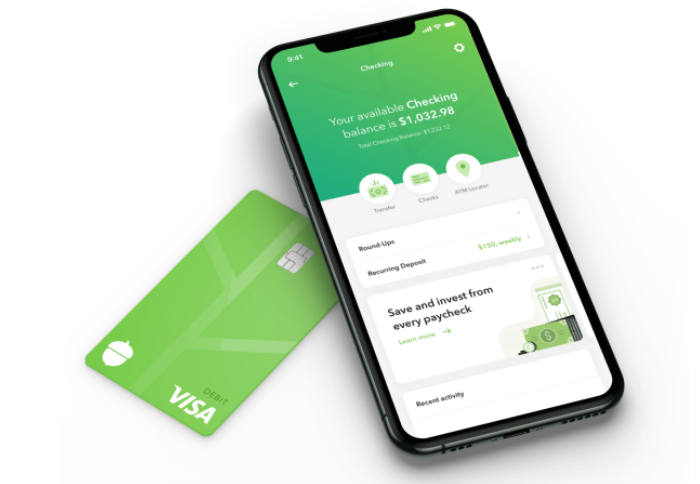 9:41
Checking
Your available Checking
balance is $1,032.98
Total Checking Balance: $1,232.12
Transfer
Checks
ATM Locator
Round-Ups
Recurring Deposit
$150, weekly
Save and invest from
every paycheck
Learn more
Recent activity
DEBIT
VISA